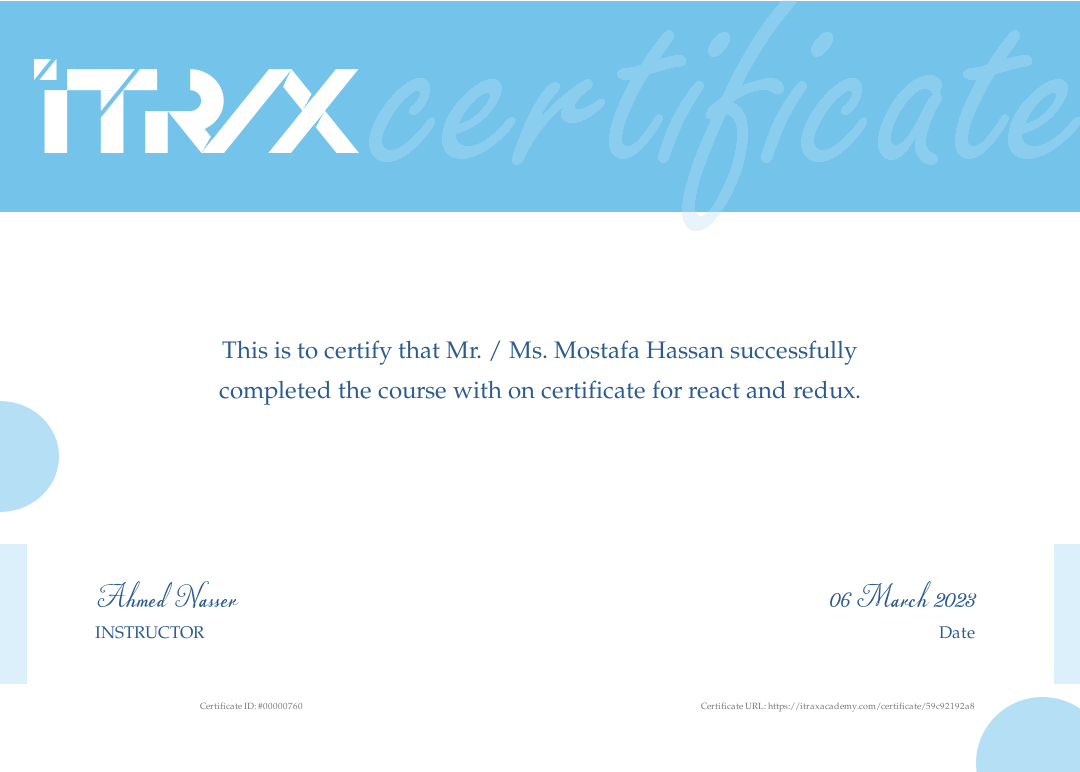 iTRAX certificate
This is to certify that Mr. / Ms. Mostafa Hassan successfully
completed the course with on certificate for react and redux.
Ahmed Nasser
INSTRUCTOR
06 March 2023
Date
Certificate ID: #00000760
Certificate URL: https://itraxacademy.com/certificate/59c92192a8